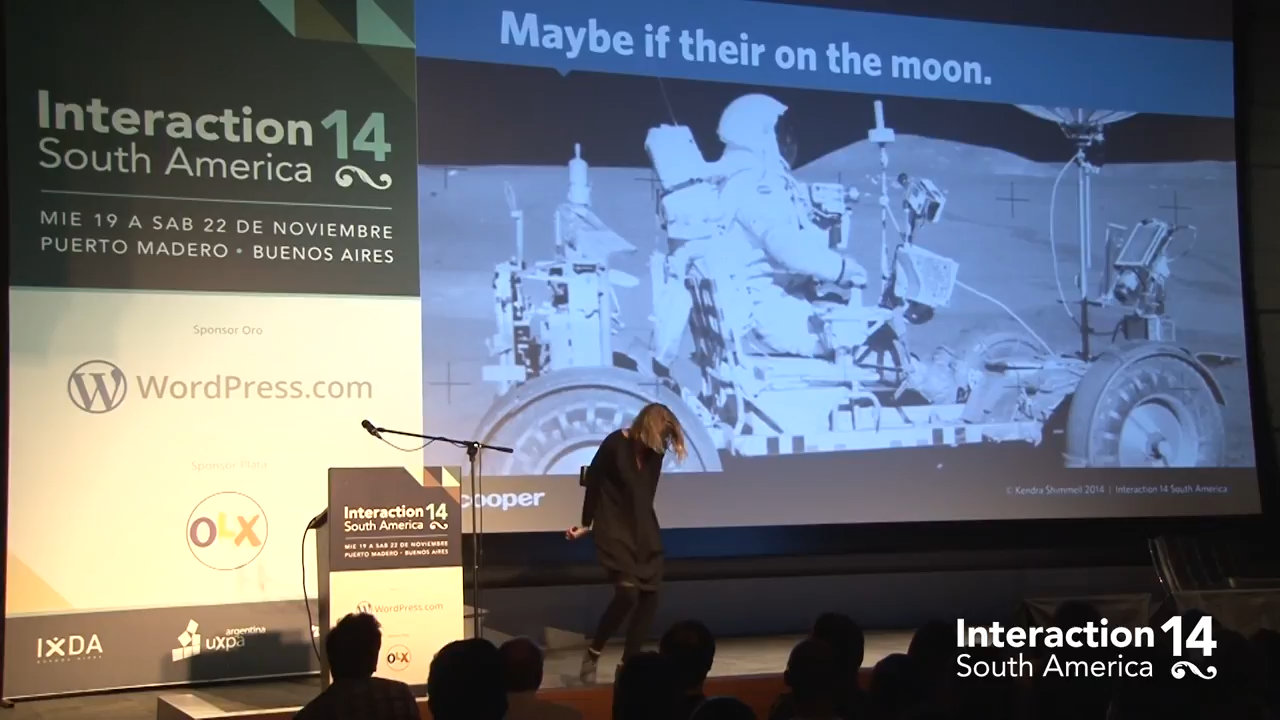 Maybe if their on the moon.
Interaction 14
South America
MIE 19 A SAB 22 DE NOVIEMBRE
PUERTO MADERO • BUENOS AIRES
Sponsor Oro
W WordPress.com
Sponsor Plata
OLX
IXDA
BUENOS AIRES
argentina
uxpa
cooper
© Kendra Shimmell 2014 | Interaction 14 South America
Interaction 14
South America
MIE 19 A SAB 22 DE NOVIEMBRE
PUERTO MADERO • BUENOS AIRES
WordPress.com
OLX
Interaction 14
South America